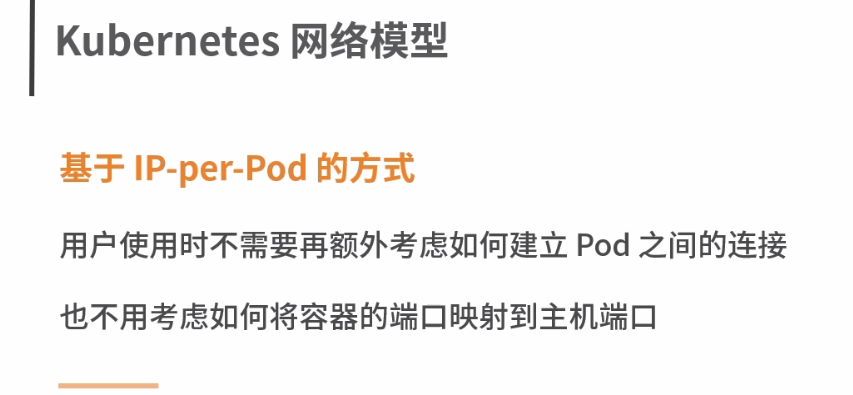 Kubernetes 网络模型
基于 IP-per-Pod 的方式
用户使用时不需要再额外考虑如何建立 Pod 之间的连接
也不用考虑如何将容器的端口映射到主机端口